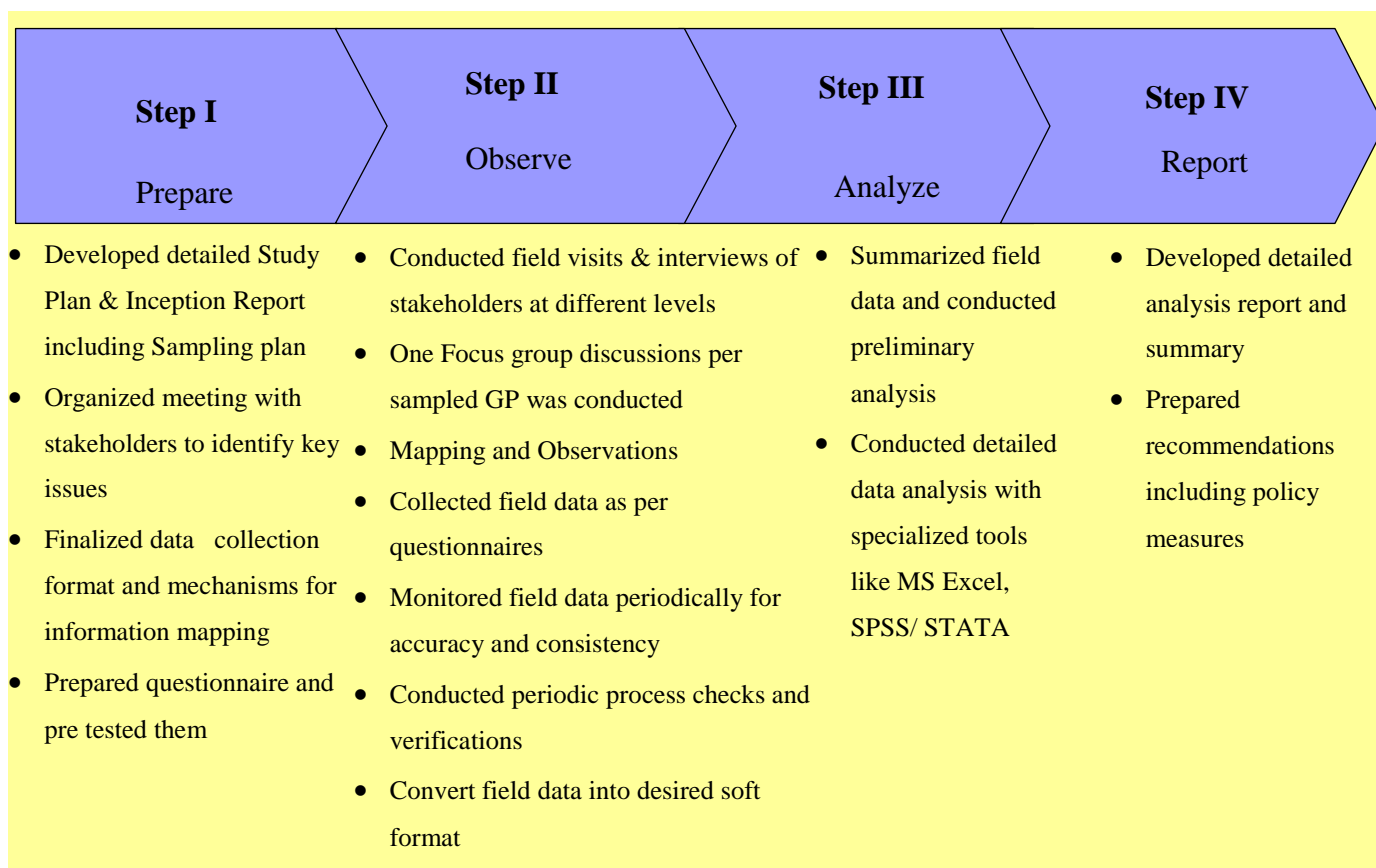 Step I
Prepare
Step II
Observe
Step III
Analyze
Step IV
Report
• Developed detailed Study
Plan & Inception Report
including Sampling plan
• Organized meeting with
stakeholders to identify key
issues
• Finalized data collection
format and mechanisms for
information mapping
• Prepared questionnaire and
pre tested them
• Conducted field visits & interviews of
stakeholders at different levels
• One Focus group discussions per
sampled GP was conducted
• Mapping and Observations
• Collected field data as per
questionnaires
• Monitored field data periodically for
accuracy and consistency
• Conducted periodic process checks and
verifications
• Convert field data into desired soft
format
• Summarized field
data and conducted
preliminary
analysis
• Conducted detailed
data analysis with
specialized tools
like MS Excel,
SPSS/ STATA
• Developed detailed
analysis report and
summary
• Prepared
recommendations
including policy
measures